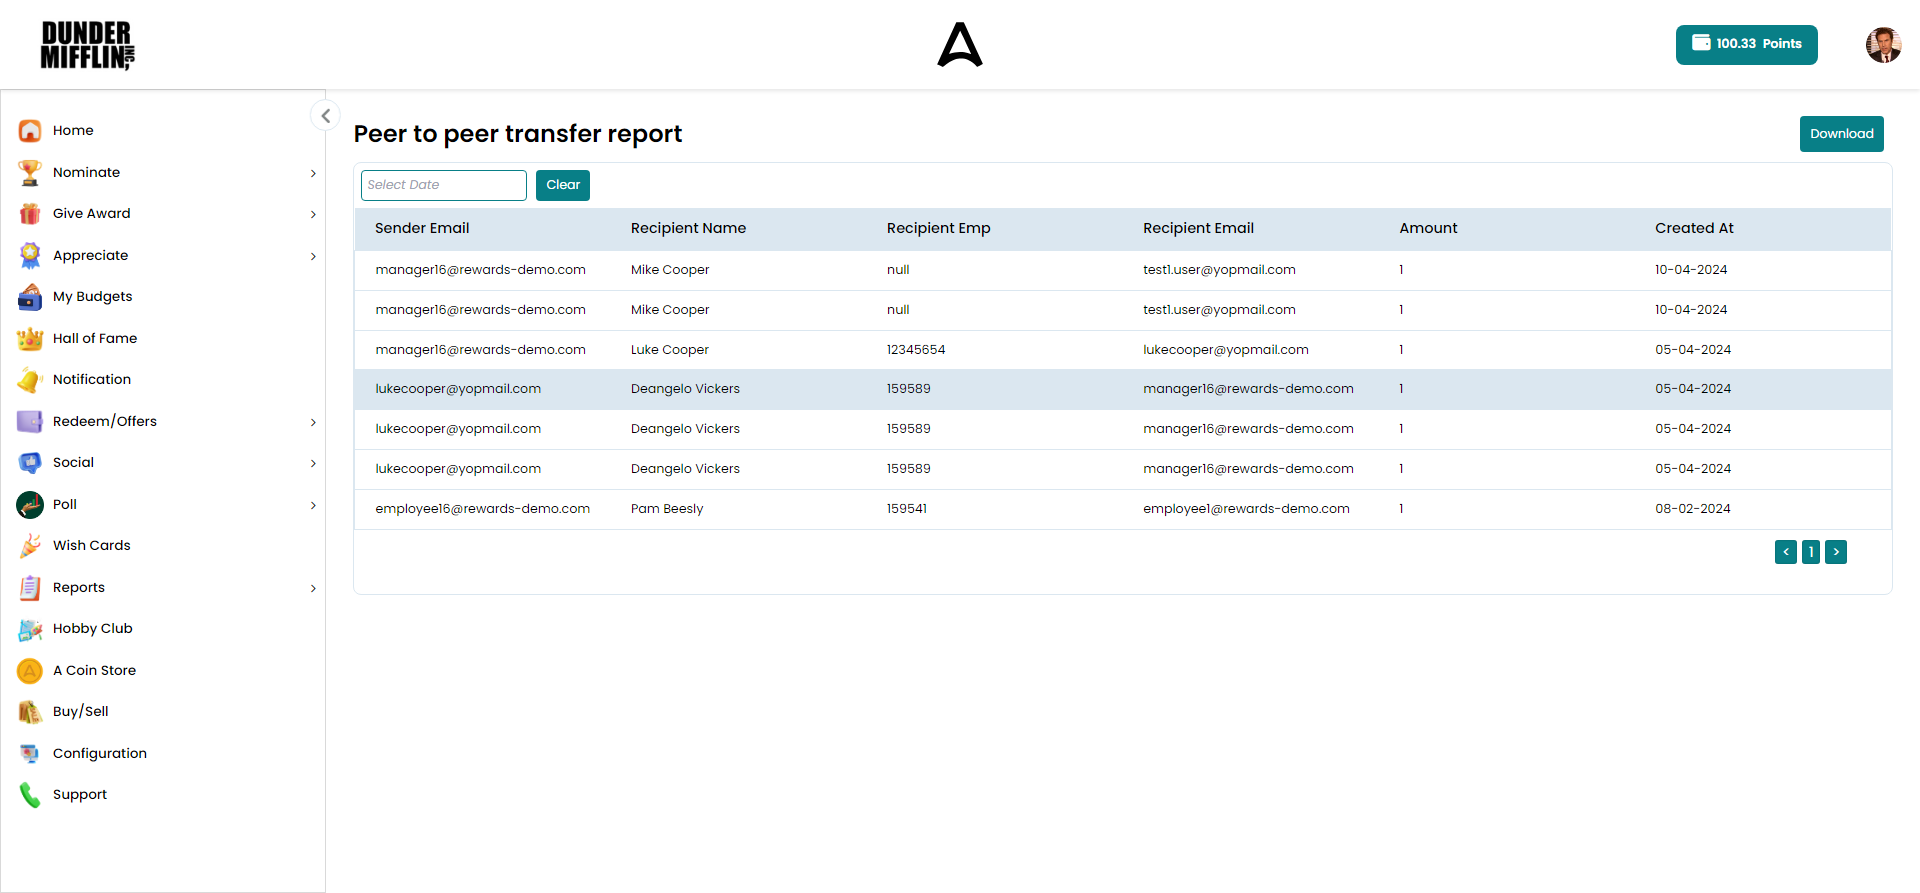 DUNDER
MIFFLIN INC,
100.33 Points
Home
Nominate
Give Award
Appreciate
My Budgets
Hall of Fame
Notification
Redeem/Offers
Social
Poll
Wish Cards
Reports
Hobby Club
A Coin Store
Buy/Sell
Configuration
Support
Peer to peer transfer report
Download
Select Date Clear
Sender Email Recipient Name Recipient Emp Recipient Email Amount Created At
manager16@rewards-demo.com Mike Cooper null test1.user@yopmail.com 1 10-04-2024
manager16@rewards-demo.com Mike Cooper null test1.user@yopmail.com 1 10-04-2024
manager16@rewards-demo.com Luke Cooper 12345654 lukecooper@yopmail.com 1 05-04-2024
lukecooper@yopmail.com Deangelo Vickers 159589 manager16@rewards-demo.com 1 05-04-2024
lukecooper@yopmail.com Deangelo Vickers 159589 manager16@rewards-demo.com 1 05-04-2024
lukecooper@yopmail.com Deangelo Vickers 159589 manager16@rewards-demo.com 1 05-04-2024
employee16@rewards-demo.com Pam Beesly 159541 employee1@rewards-demo.com 1 08-02-2024
< 1 >